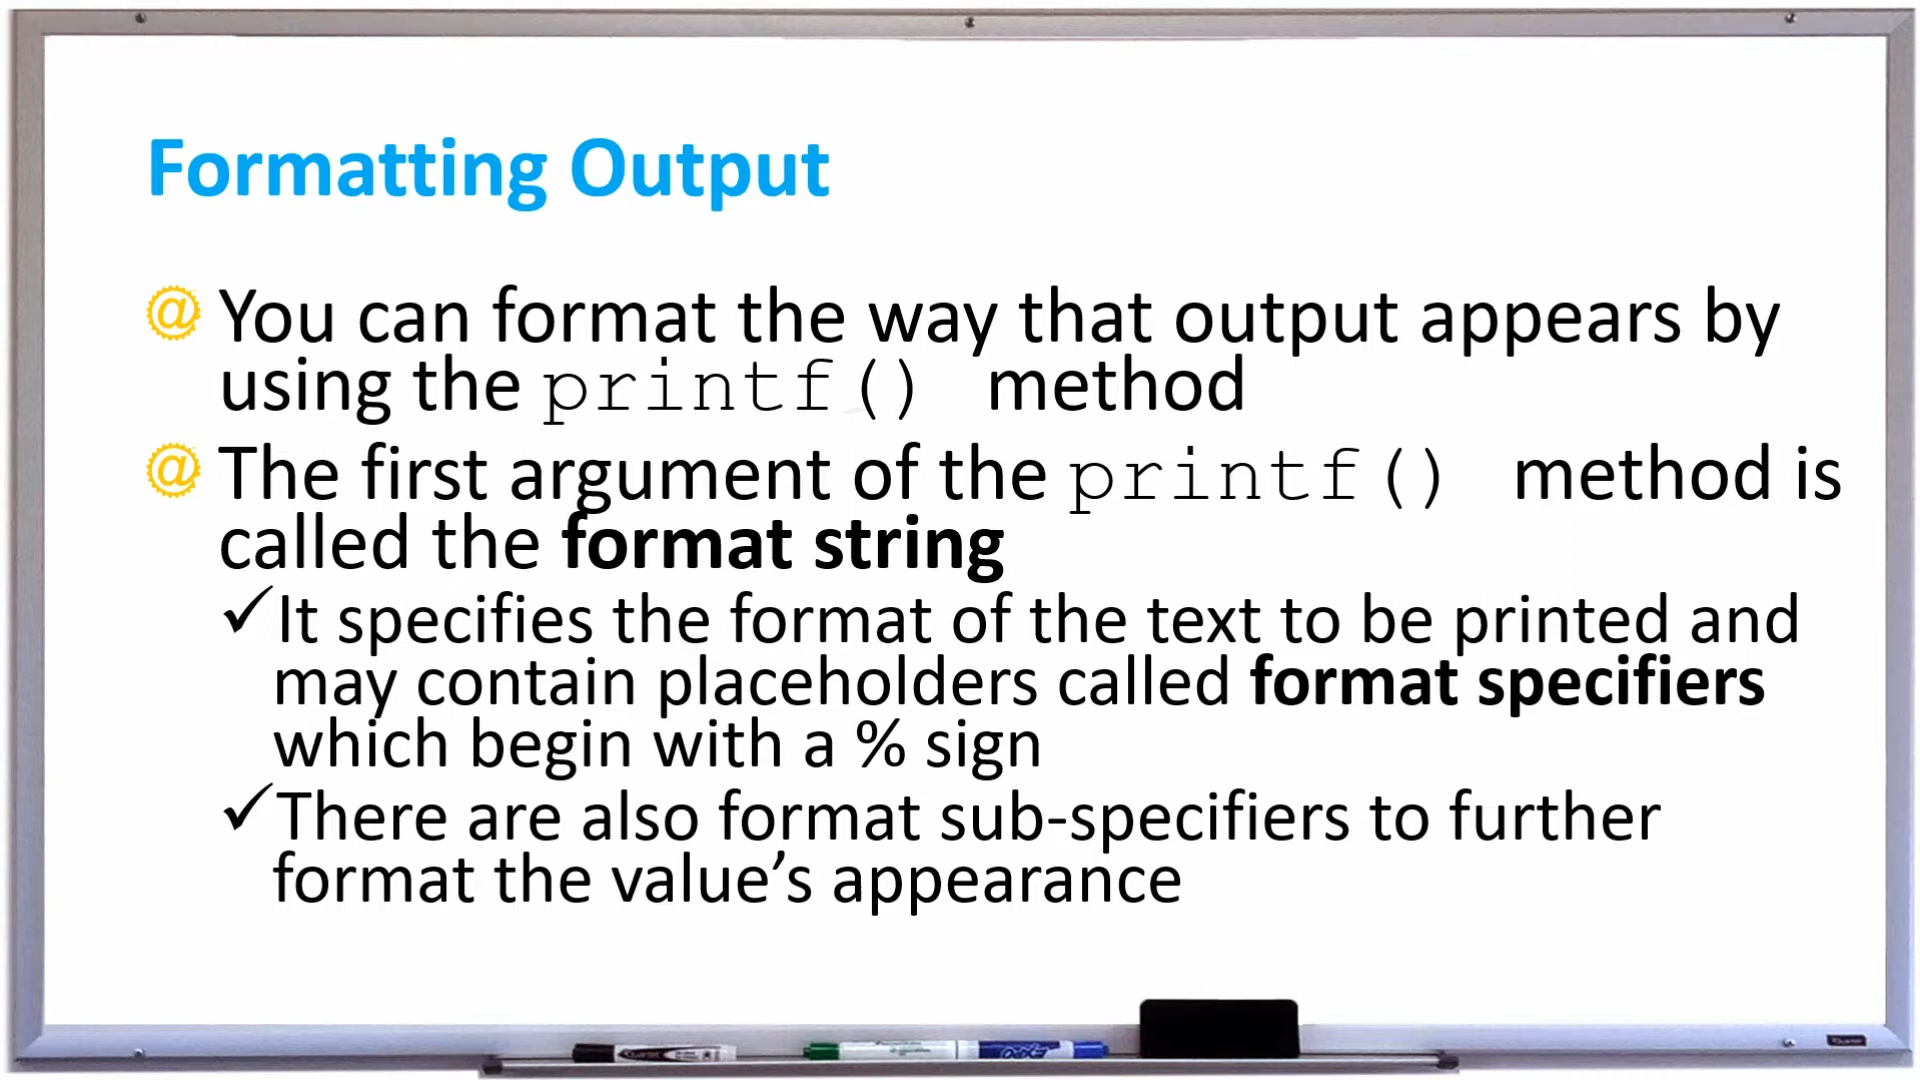 Formatting Output
@ You can format the way that output appears by
using the printf() method
@ The first argument of the printf() method is
called the format string
✓It specifies the format of the text to be printed and
may contain placeholders called format specifiers
which begin with a % sign
✓There are also format sub-specifiers to further
format the value’s appearance